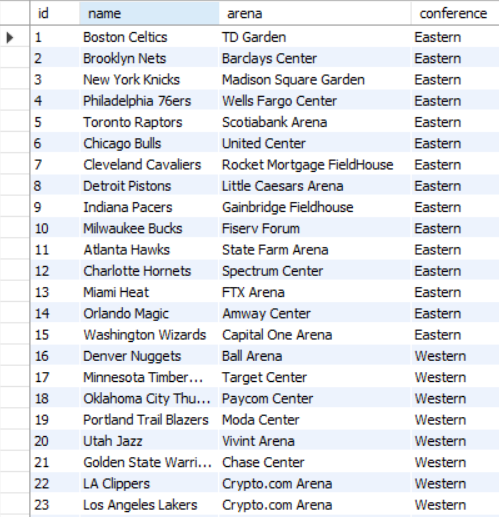 id name arena conference
1 Boston Celtics TD Garden Eastern
2 Brooklyn Nets Barclays Center Eastern
3 New York Knicks Madison Square Garden Eastern
4 Philadelphia 76ers Wells Fargo Center Eastern
5 Toronto Raptors Scotiabank Arena Eastern
6 Chicago Bulls United Center Eastern
7 Cleveland Cavaliers Rocket Mortgage FieldHouse Eastern
8 Detroit Pistons Little Caesars Arena Eastern
9 Indiana Pacers Gainbridge Fieldhouse Eastern
10 Milwaukee Bucks Fiserv Forum Eastern
11 Atlanta Hawks State Farm Arena Eastern
12 Charlotte Hornets Spectrum Center Eastern
13 Miami Heat FTX Arena Eastern
14 Orlando Magic Amway Center Eastern
15 Washington Wizards Capital One Arena Eastern
16 Denver Nuggets Ball Arena Western
17 Minnesota Timber... Target Center Western
18 Oklahoma City Thu... Paycom Center Western
19 Portland Trail Blazers Moda Center Western
20 Utah Jazz Vivint Arena Western
21 Golden State Warri... Chase Center Western
22 LA Clippers Crypto.com Arena Western
23 Los Angeles Lakers Crypto.com Arena Western